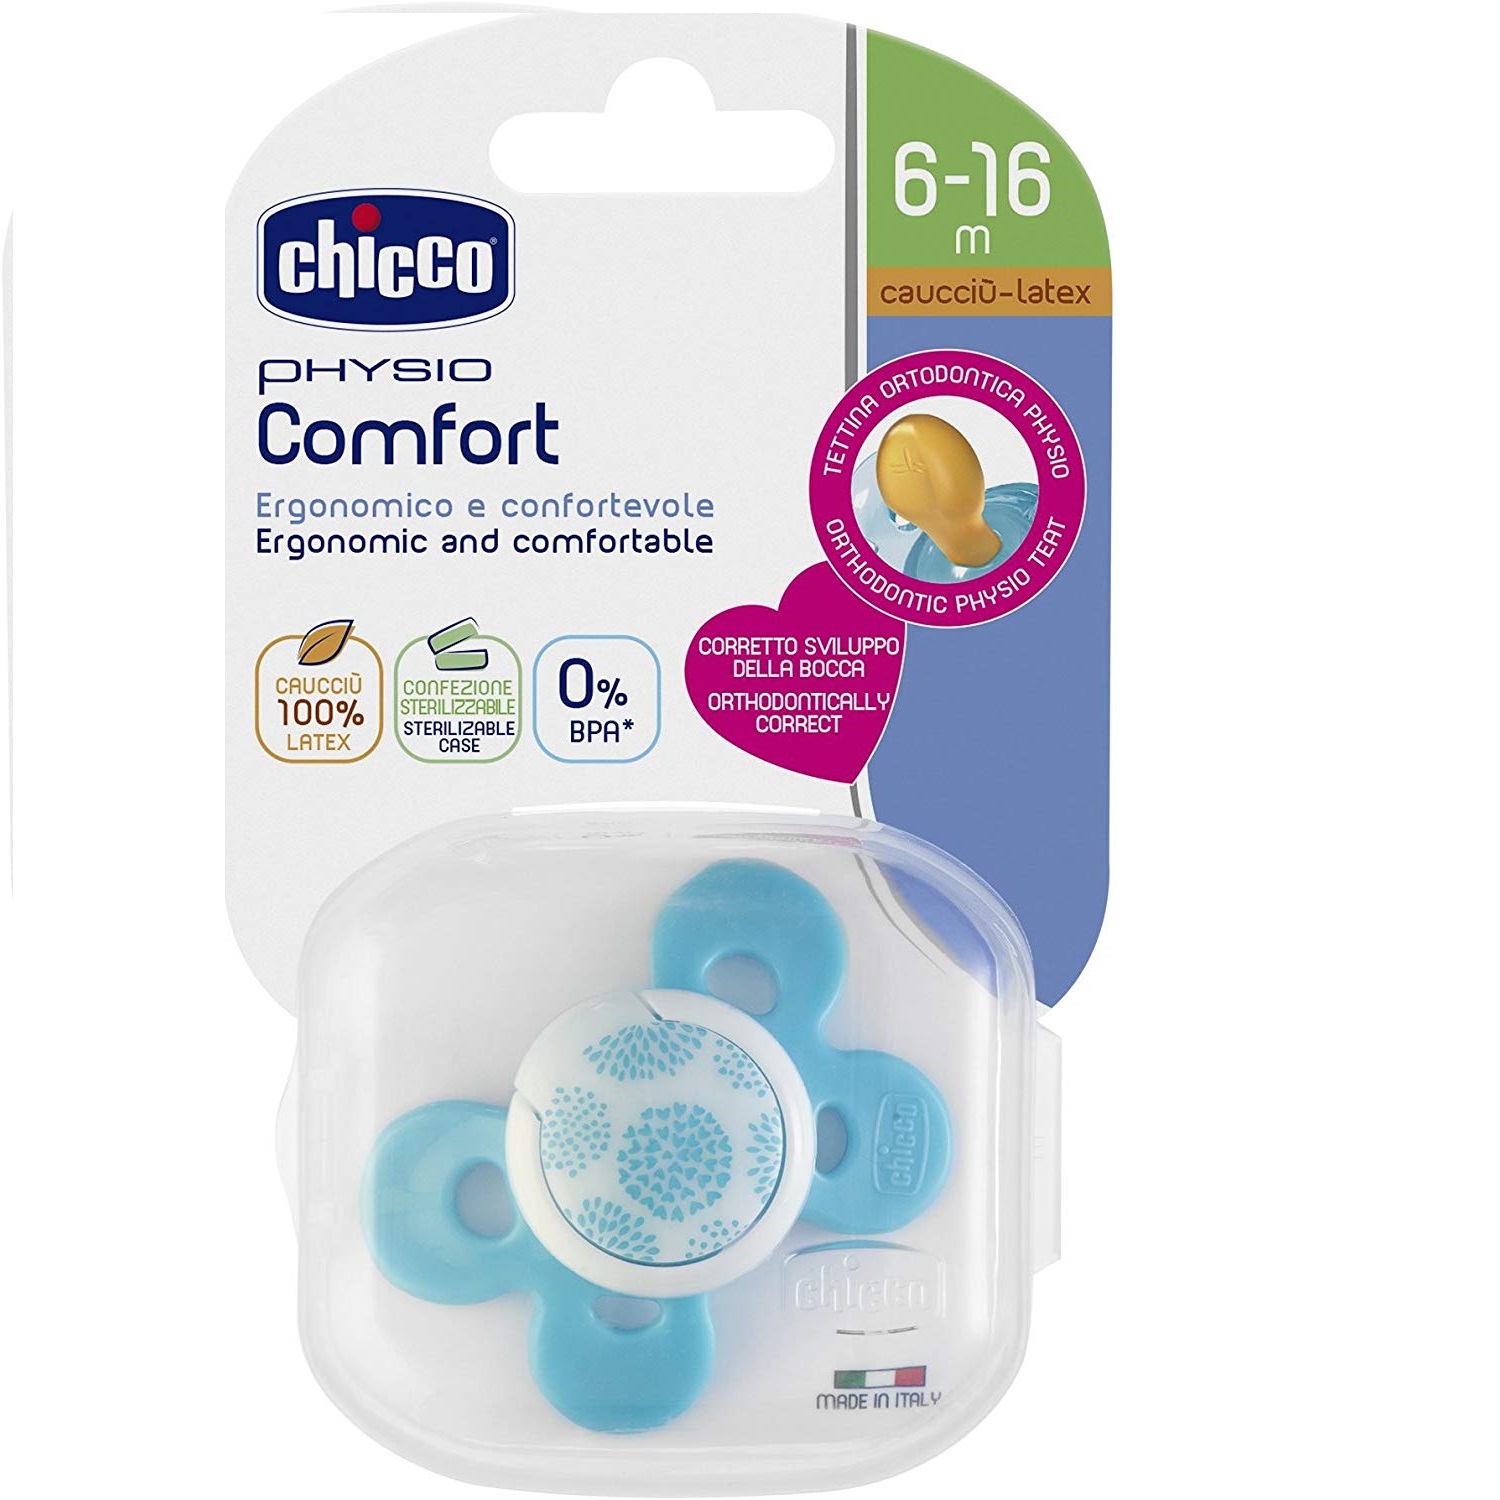 chicco
PHYSIO
Comfort
Ergonomico e confortevole
Ergonomic and comfortable
CAUCCIÙ
100%
LATEX
CONFEZIONE
STERILIZZABILE
STERILIZABLE
CASE
0%
BPA*
6-16
m
caucciù-latex
TETTINA ORTODONTICA PHYSIO
ORTHODONTIC PHYSIO TEAT
CORRETTO SVILUPPO
DELLA BOCCA
ORTHODONTICALLY
CORRECT
chicco
chicco
MADE IN ITALY